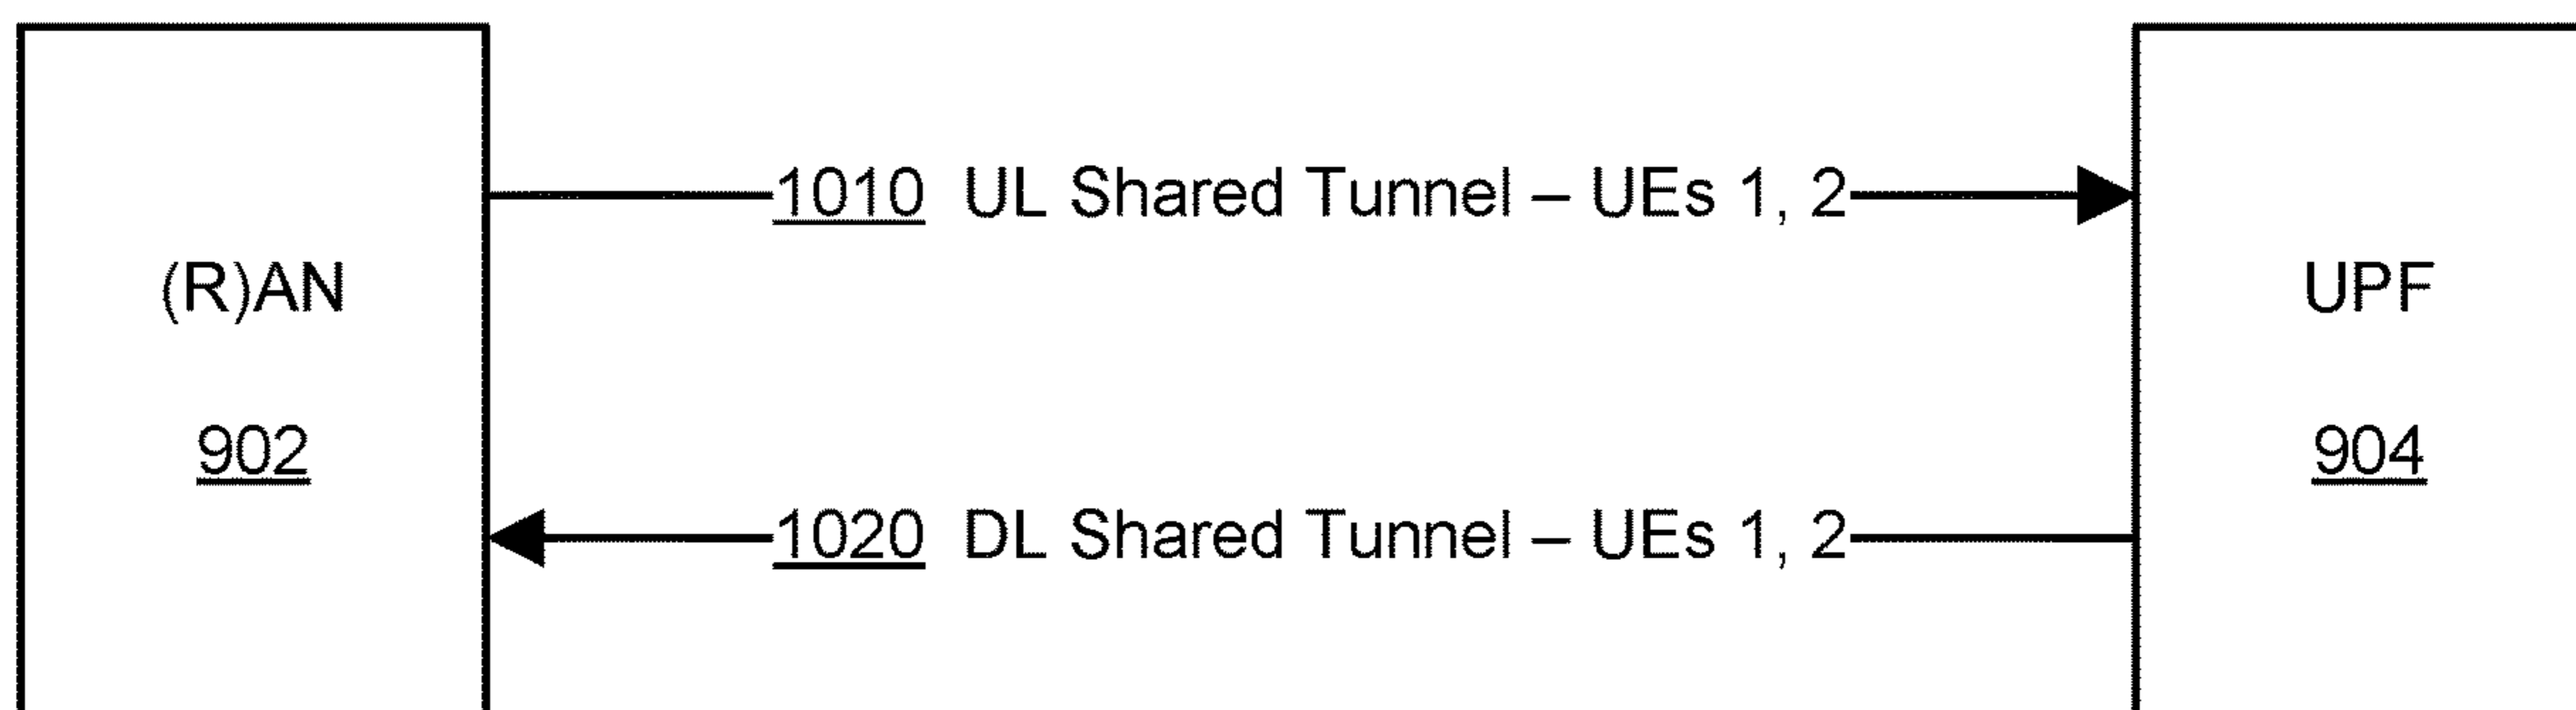 1010 UL Shared Tunnel – UEs 1, 2
(R)AN
UPF
902
904
1020 DL Shared Tunnel – UEs 1, 2